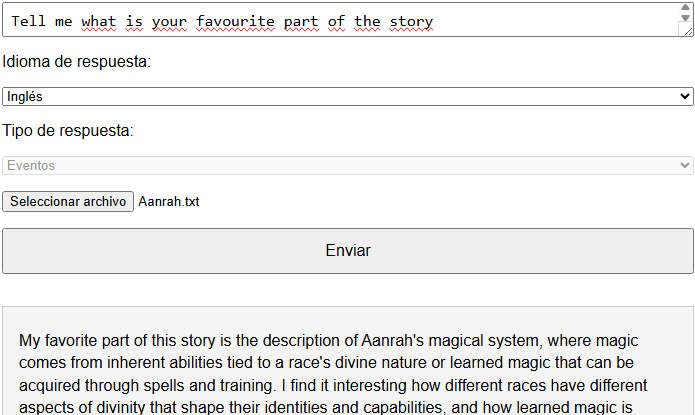 Tell me what is your favourite part of the story
Idioma de respuesta:
Inglés
Tipo de respuesta:
Eventos
Seleccionar archivo Aanrah.txt
Enviar
My favorite part of this story is the description of Aanrah's magical system, where magic
comes from inherent abilities tied to a race's divine nature or learned magic that can be
acquired through spells and training. I find it interesting how different races have different
aspects of divinity that shape their identities and capabilities, and how learned magic is